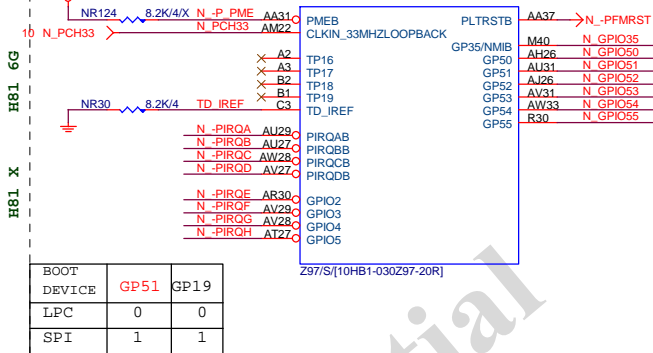 NR124 8.2K/4/X N_-P_PME AA31 PMEB PLTRSTB AA37 N_-PFMRST
10 N_PCH33 N_PCH33 AM22 CLKIN_33MHZLOOPBACK
GP35/NMIB M40 N_GPIO35
A2 TP16 GP50 AH26 N_GPIO50
A3 TP17 GP51 AU31 N_GPIO51
B2 TP18 GP52 AJ26 N_GPIO52
B1 TP19 GP53 AV31 N_GPIO53
NR30 8.2K/4 TD_IREF C3 TD_IREF GP54 AW33 N_GPIO54
GP55 R30 N_GPIO55
N_-PIRQA AU29 PIRQAB
N_-PIRQB AU27 PIRQBB
N_-PIRQC AW28 PIRQCB
N_-PIRQD AV27 PIRQDB
N_-PIRQE AR30 GPIO2
N_-PIRQF AV29 GPIO3
N_-PIRQG AV28 GPIO4
N_-PIRQH AT27 GPIO5
Z97/S/[10HB1-030Z97-20R]
H81 6G
H81 X
BOOT DEVICE GP51 GP19
LPC 0 0
SPI 1 1
tial